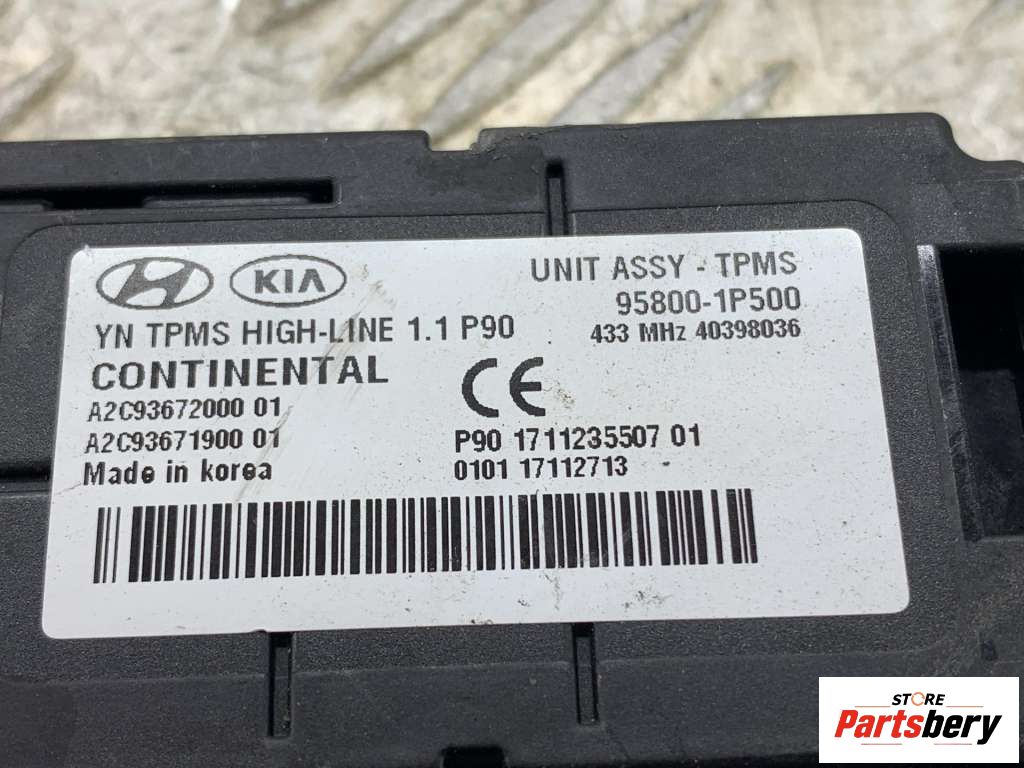 KIA
UNIT ASSY - TPMS
95800-1P500
YN TPMS HIGH-LINE 1.1 P90
433 MHz 40398036
CONTINENTAL
CE
A2C93672000 01
A2C93671900 01
P90 1711235507 01
Made in korea
0101 17112713
STORE
Partsbery